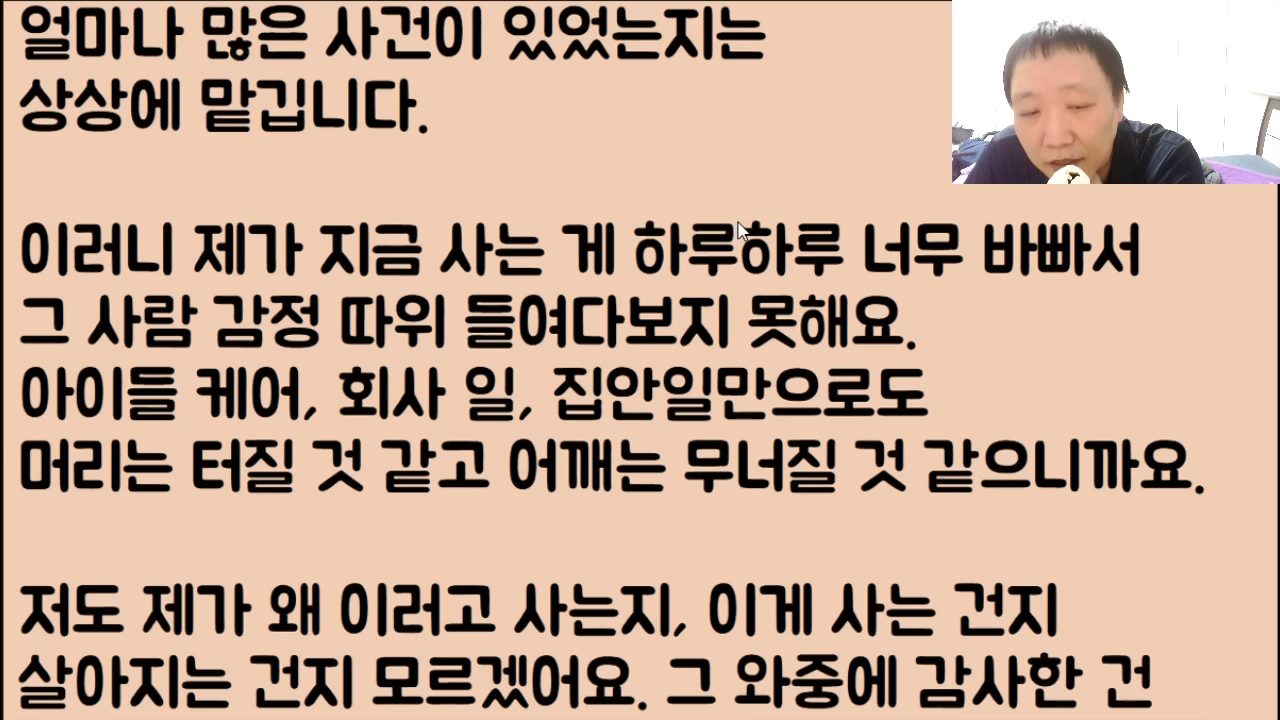 얼마나 많은 사건이 있었는지는
상상에 맡깁니다.
이러니 제가 지금 사는 게 하루하루 너무 바빠서
그 사람 감정 따위 들여다보지 못해요.
아이들 케어, 회사 일, 집안일만으로도
머리는 터질 것 같고 어깨는 무너질 것 같으니까요.
저도 제가 왜 이러고 사는지, 이게 사는 건지
살아지는 건지 모르겠어요. 그 와중에 감사한 건